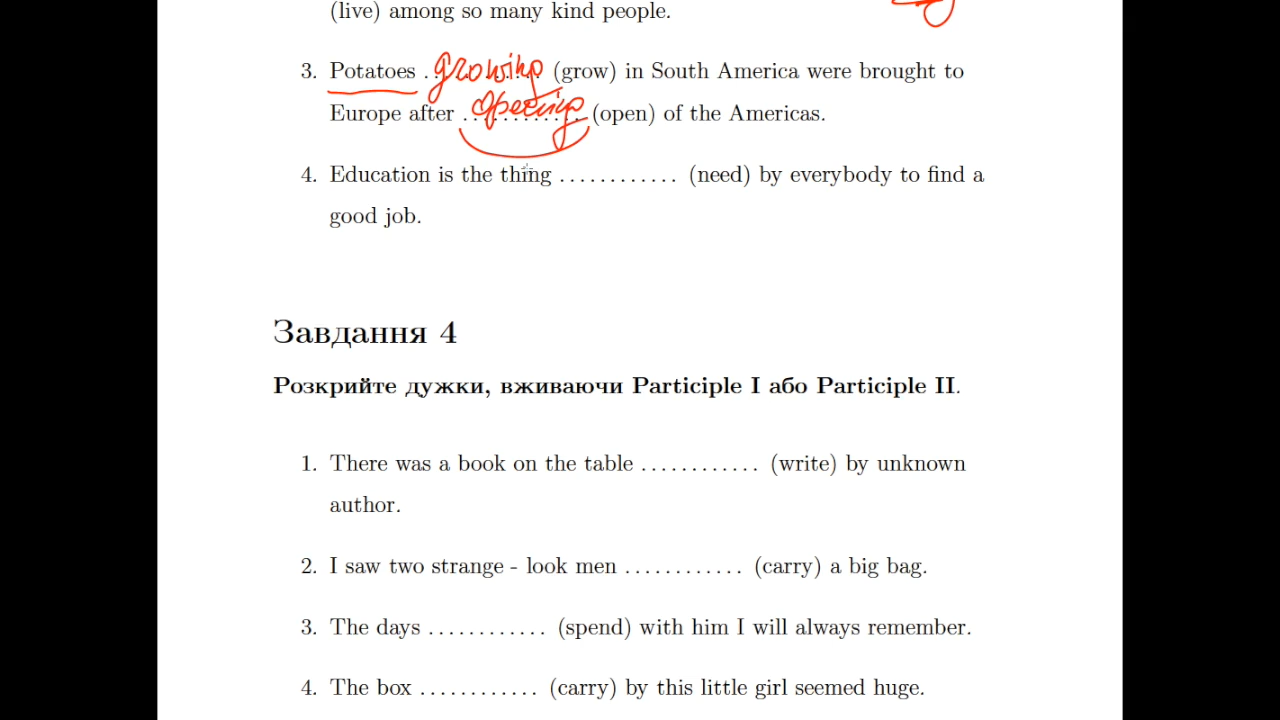 (live) among so many kind people.
3. Potatoes . growing (grow) in South America were brought to
Europe after ............ opening (open) of the Americas.
4. Education is the thing ............ (need) by everybody to find a
good job.
Завдання 4
Розкрийте дужки, вживаючи Participle I або Participle II.
1. There was a book on the table ............ (write) by unknown
author.
2. I saw two strange - look men ............ (carry) a big bag.
3. The days ............ (spend) with him I will always remember.
4. The box ............ (carry) by this little girl seemed huge.